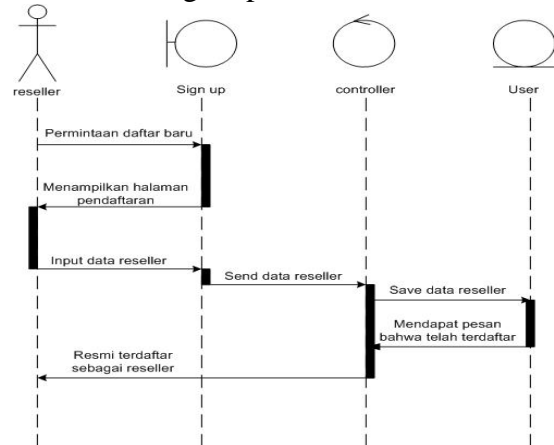 reseller
Sign up
controller
User
Permintaan daftar baru
Menampilkan halaman
pendaftaran
Input data reseller
Send data reseller
Save data reseller
Mendapat pesan
bahwa telah terdaftar
Resmi terdaftar
sebagai reseller